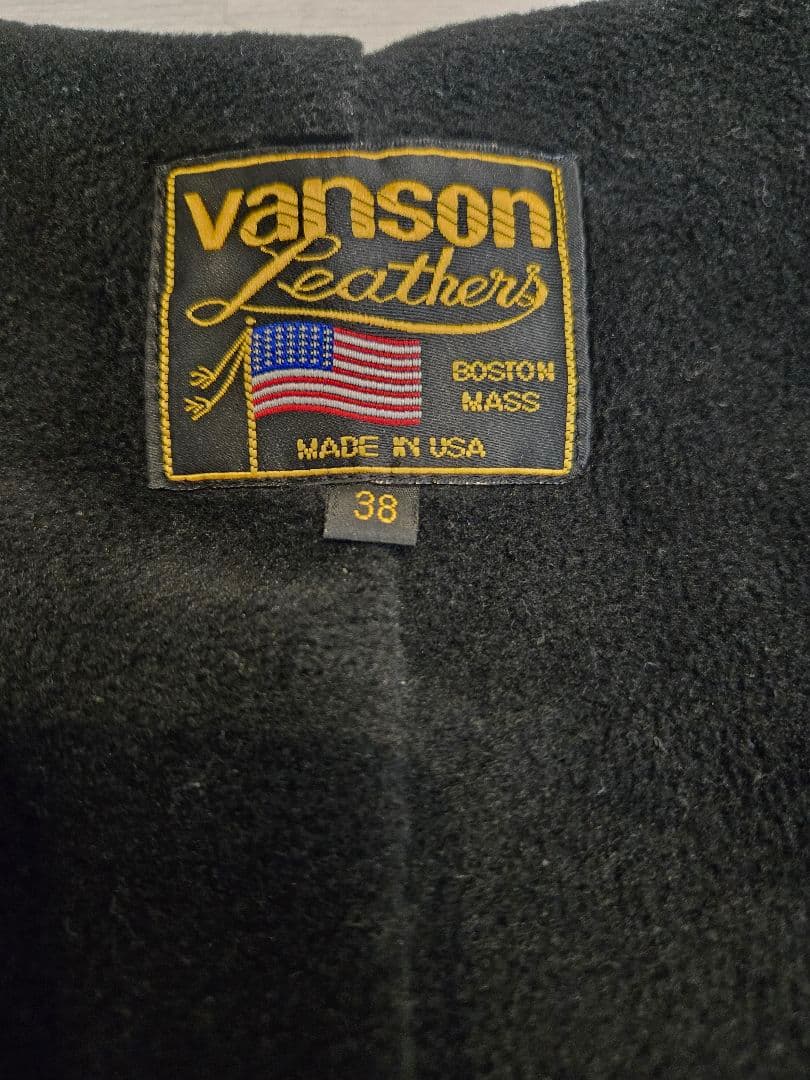 vanson
Leathers
BOSTON
MASS
MADE IN USA
38